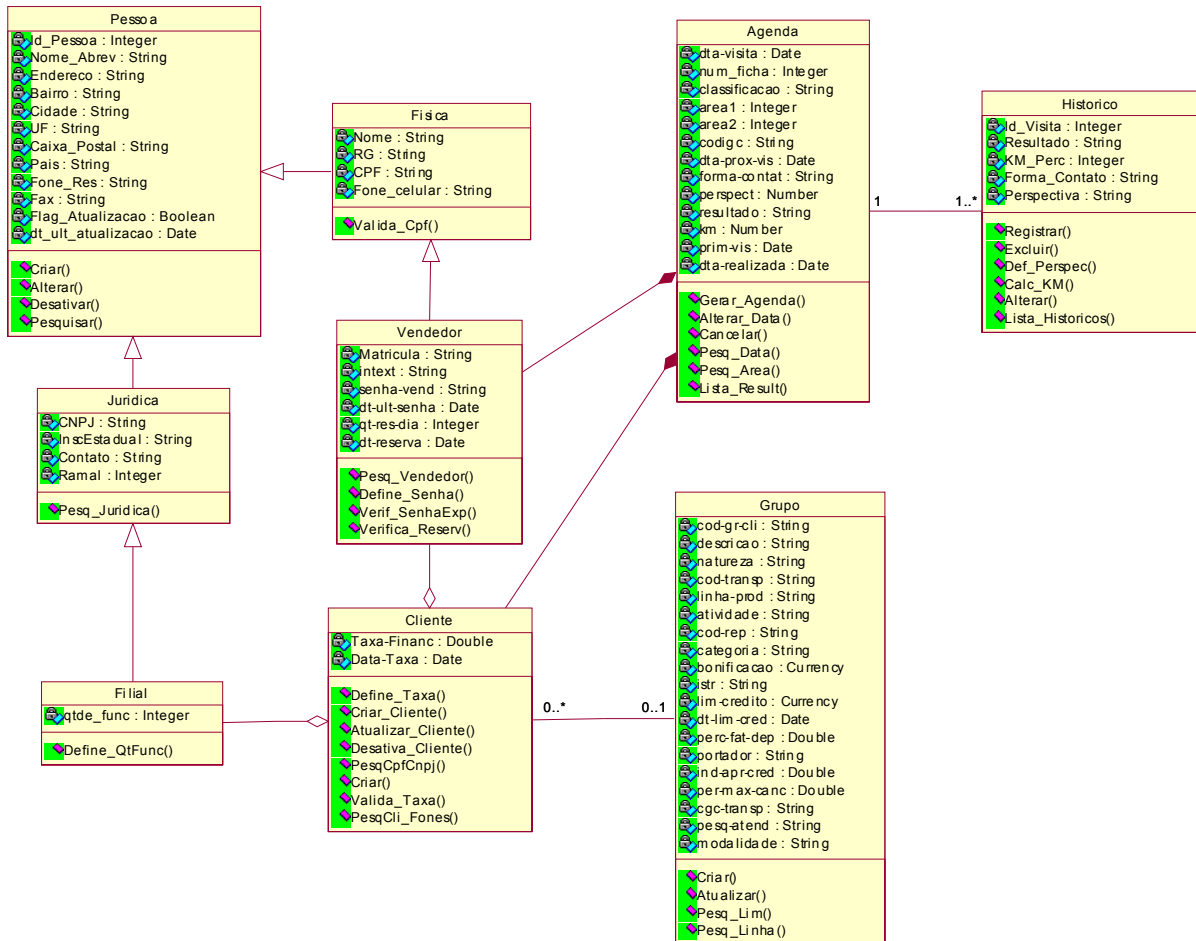 Pessoa
Id_Pessoa : Integer
Nome_Abrev : String
Endereco : String
Bairro : String
Cidade : String
UF : String
Caixa_Postal : String
Pais : String
Fone_Res : String
Fax : String
Flag_Atualizacao : Boolean
dt_ult_atualizacao : Date
Criar()
Alterar()
Desativar()
Pesquisar()
Fisica
Nome : String
RG : String
CPF : String
Fone_celular : String
Valida_Cpf()
Agenda
dta-visita : Date
num_ficha : Integer
classificacao : String
area1 : Integer
area2 : Integer
codigc : String
dta-prox-vis : Date
forma-contat : String
perspect : Number
resultado : String
km : Number
prim-vis : Date
dta-realizada : Date
Gerar_Agenda()
Alterar_Data()
Cancelar()
Pesq_Data()
Pesq_Area()
Lista_Result()
1
1..*
Historico
Id_Visita : Integer
Resultado : String
KM_Perc : Integer
Forma_Contato : String
Perspectiva : String
Registrar()
Excluir()
Def_Perspec()
Calc_KM()
Alterar()
Lista_Historicos()
Juridica
CNPJ : String
InscEstadual : String
Contato : String
Ramal : Integer
Pesq_Juridica()
Vendedor
Matricula : String
intext : String
senha-vend : String
dt-ult-senha : Date
qt-res-dia : Integer
dt-reserva : Date
Pesq_Vendedor()
Define_Senha()
Verif_SenhaExp()
Verifica_Reserv()
Filial
qtde_func : Integer
Define_QtFunc()
Cliente
Taxa-Financ : Double
Data-Taxa : Date
Define_Taxa()
Criar_Cliente()
Atualizar_Cliente()
Desativa_Cliente()
PesqCpfCnpj()
Criar()
Valida_Taxa()
PesqCli_Fones()
0..*
0..1
Grupo
cod-gr-cli : String
descricao : String
natureza : String
cod-transp : String
linha-prod : String
atividade : String
cod-rep : String
categoria : String
bonificacao : Currency
istr : String
lim-credito : Currency
dt-lim-cred : Date
perc-fat-dep : Double
portador : String
ind-apr-cred : Double
per-max-canc : Double
cgc-transp : String
pesq-atend : String
modalidade : String
Criar()
Atualizar()
Pesq_Lim()
Pesq_Linha()